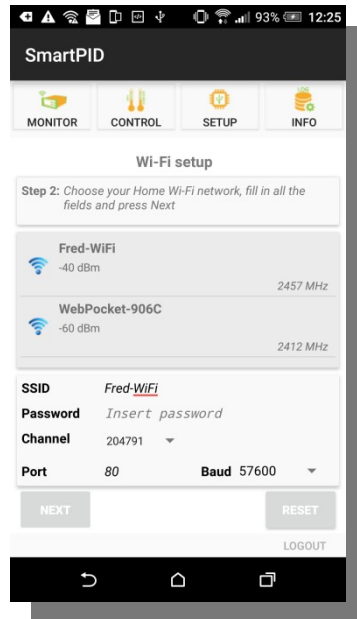 93% 12:25
SmartPID
MONITOR CONTROL SETUP INFO
Wi-Fi setup
Step 2: Choose your Home Wi-Fi network, fill in all the
fields and press Next
Fred-WiFi
-40 dBm
2457 MHz
WebPocket-906C
-60 dBm
2412 MHz
SSID Fred-WiFi
Password Insert password
Channel 204791
Port 80 Baud 57600
NEXT RESET
LOGOUT